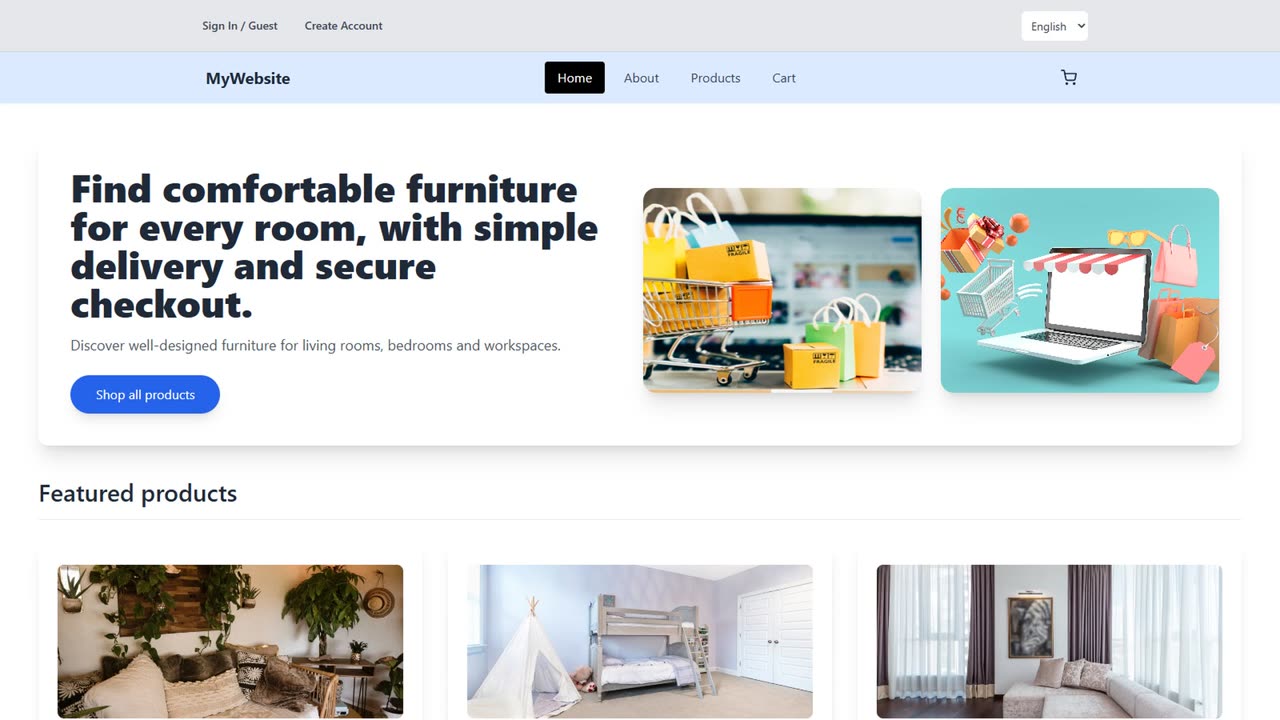 Sign In / Guest
Create Account
English
MyWebsite
Home
About
Products
Cart
Find comfortable furniture
for every room, with simple
delivery and secure
checkout.
Discover well-designed furniture for living rooms, bedrooms and workspaces.
Shop all products
FRAGILE
FRAGILE
Featured products